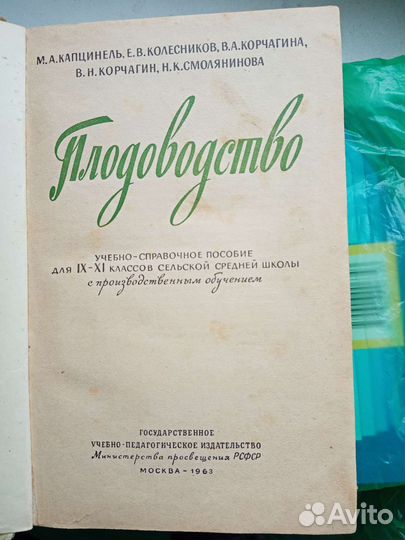 М. А. КАПЦИНЕЛЬ, Е. В. КОЛЕСНИКОВ, В. А. КОРЧАГИНА,
В. Н. КОРЧАГИН, Н. К. СМОЛЯНИНОВА
Плодоводство
УЧЕБНО-СПРАВОЧНОЕ ПОСОБИЕ
ДЛЯ IX-XI КЛАССОВ СЕЛЬСКОЙ СРЕДНЕЙ ШКОЛЫ
с производственным обучением
ГОСУДАРСТВЕННОЕ
УЧЕБНО-ПЕДАГОГИЧЕСКОЕ ИЗДАТЕЛЬСТВО
Министерства просвещения РСФСР
МОСКВА - 1963
Avito